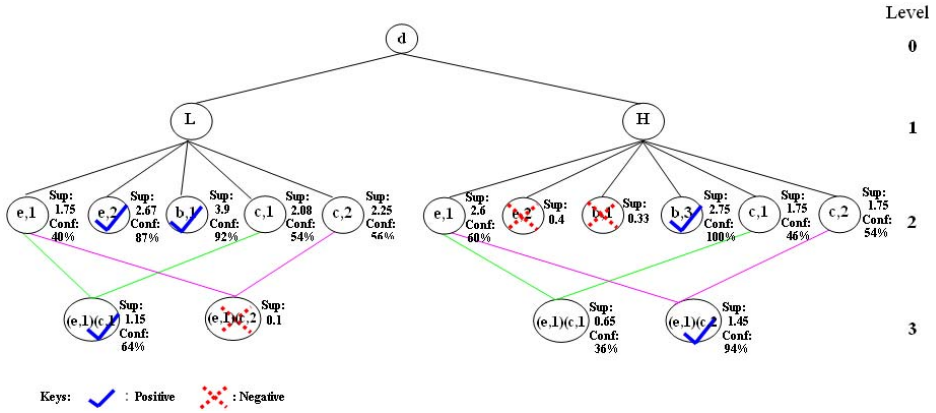 Level
d
0
L
H
1
e,1
Sup:
1.75
Conf:
40%
e,2
Sup:
2.67
Conf:
87%
b,1
Sup:
3.9
Conf:
92%
c,1
Sup:
2.08
Conf:
54%
c,2
Sup:
2.25
Conf:
56%
e,1
Sup:
2.6
Conf:
60%
e,2
Sup:
0.4
b,1
Sup:
0.33
b,3
Sup:
2.75
Conf:
100%
c,1
Sup:
1.75
Conf:
46%
c,2
Sup:
1.75
Conf:
54%
2
(e,1)(c,1)
Sup:
1.15
Conf:
64%
(e,1)(c,2
Sup:
0.1
(e,1)(c,1)
Sup:
0.65
Conf:
36%
(e,1)(c,2
Sup:
1.45
Conf:
94%
3
Keys: : Positive : Negative